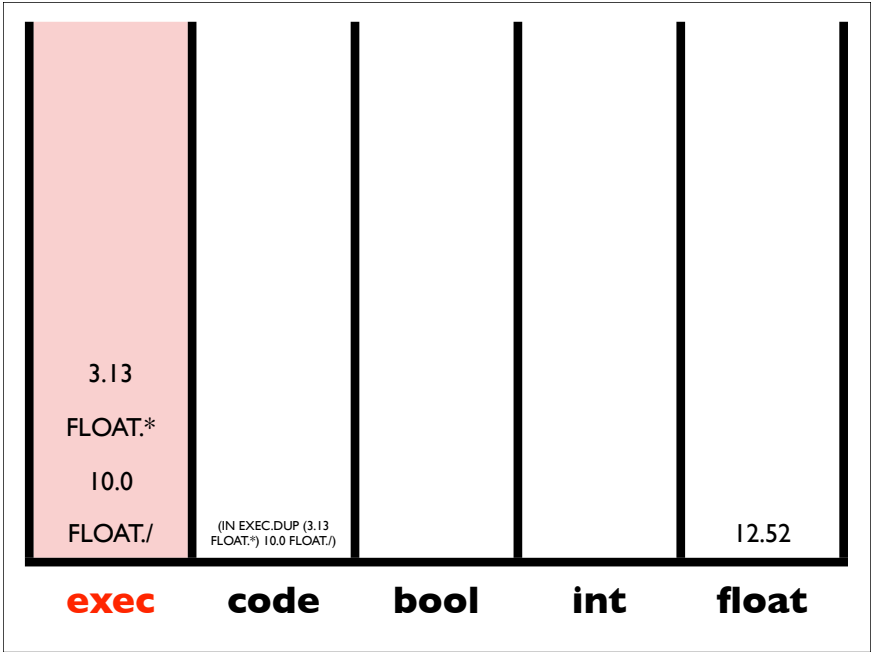 3.13
FLOAT.*
10.0
FLOAT./
(IN EXEC.DUP (3.13
FLOAT.*) 10.0 FLOAT./)
12.52
exec
code
bool
int
float